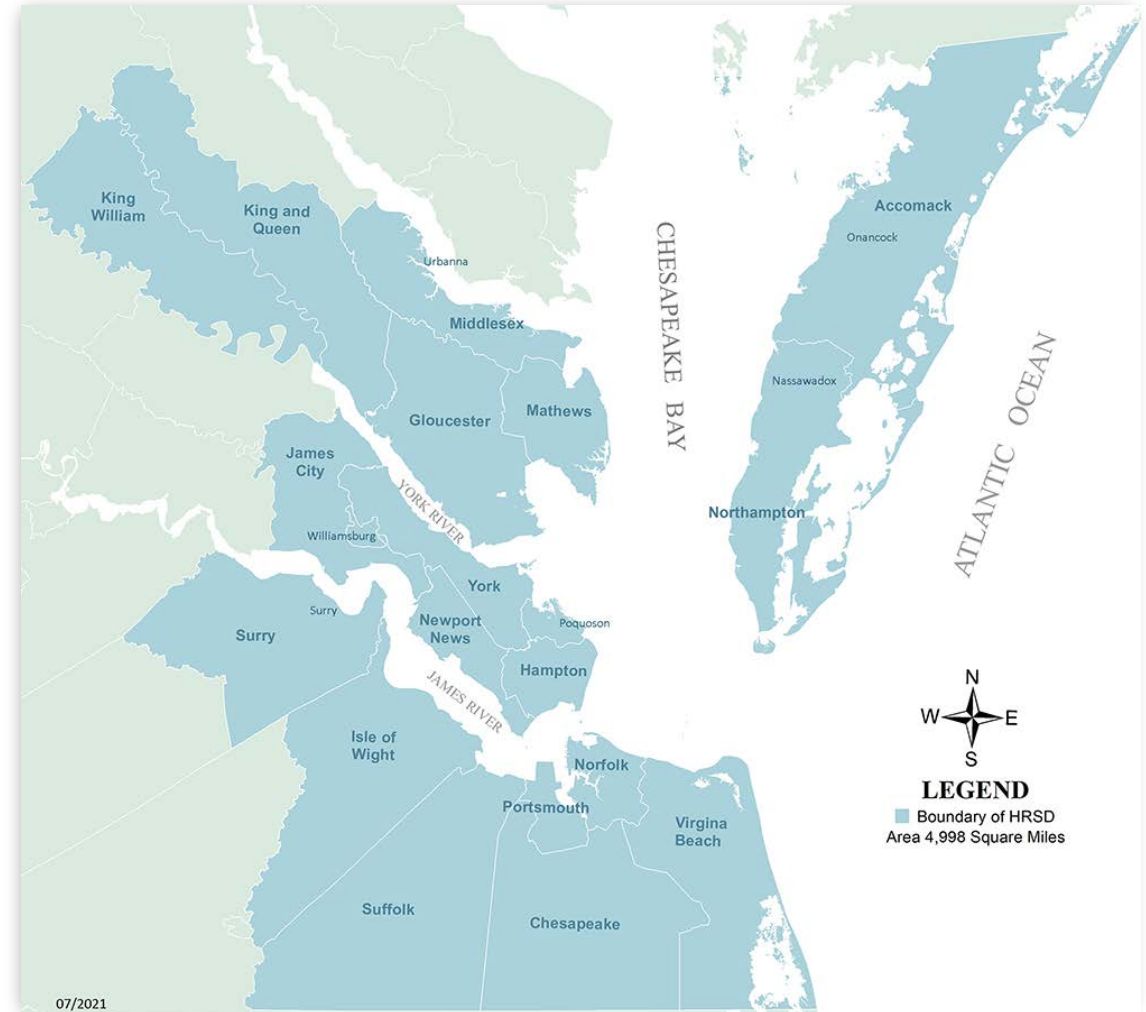 King
William
King and
Queen
Urbanna
Middlesex
Mathews
Gloucester
James
City
Williamsburg
YORK RIVER
York
Newport
News
Poquoson
Hampton
Surry
Surry
JAMES RIVER
Isle of
Wight
Norfolk
Portsmouth
Virgina
Beach
Suffolk
Chesapeake
CHESAPEAKE BAY
Accomack
Onancock
Nassawadox
Northampton
ATLANTIC OCEAN
N
W E
S
LEGEND
Boundary of HRSD
Area 4,998 Square Miles
07/2021